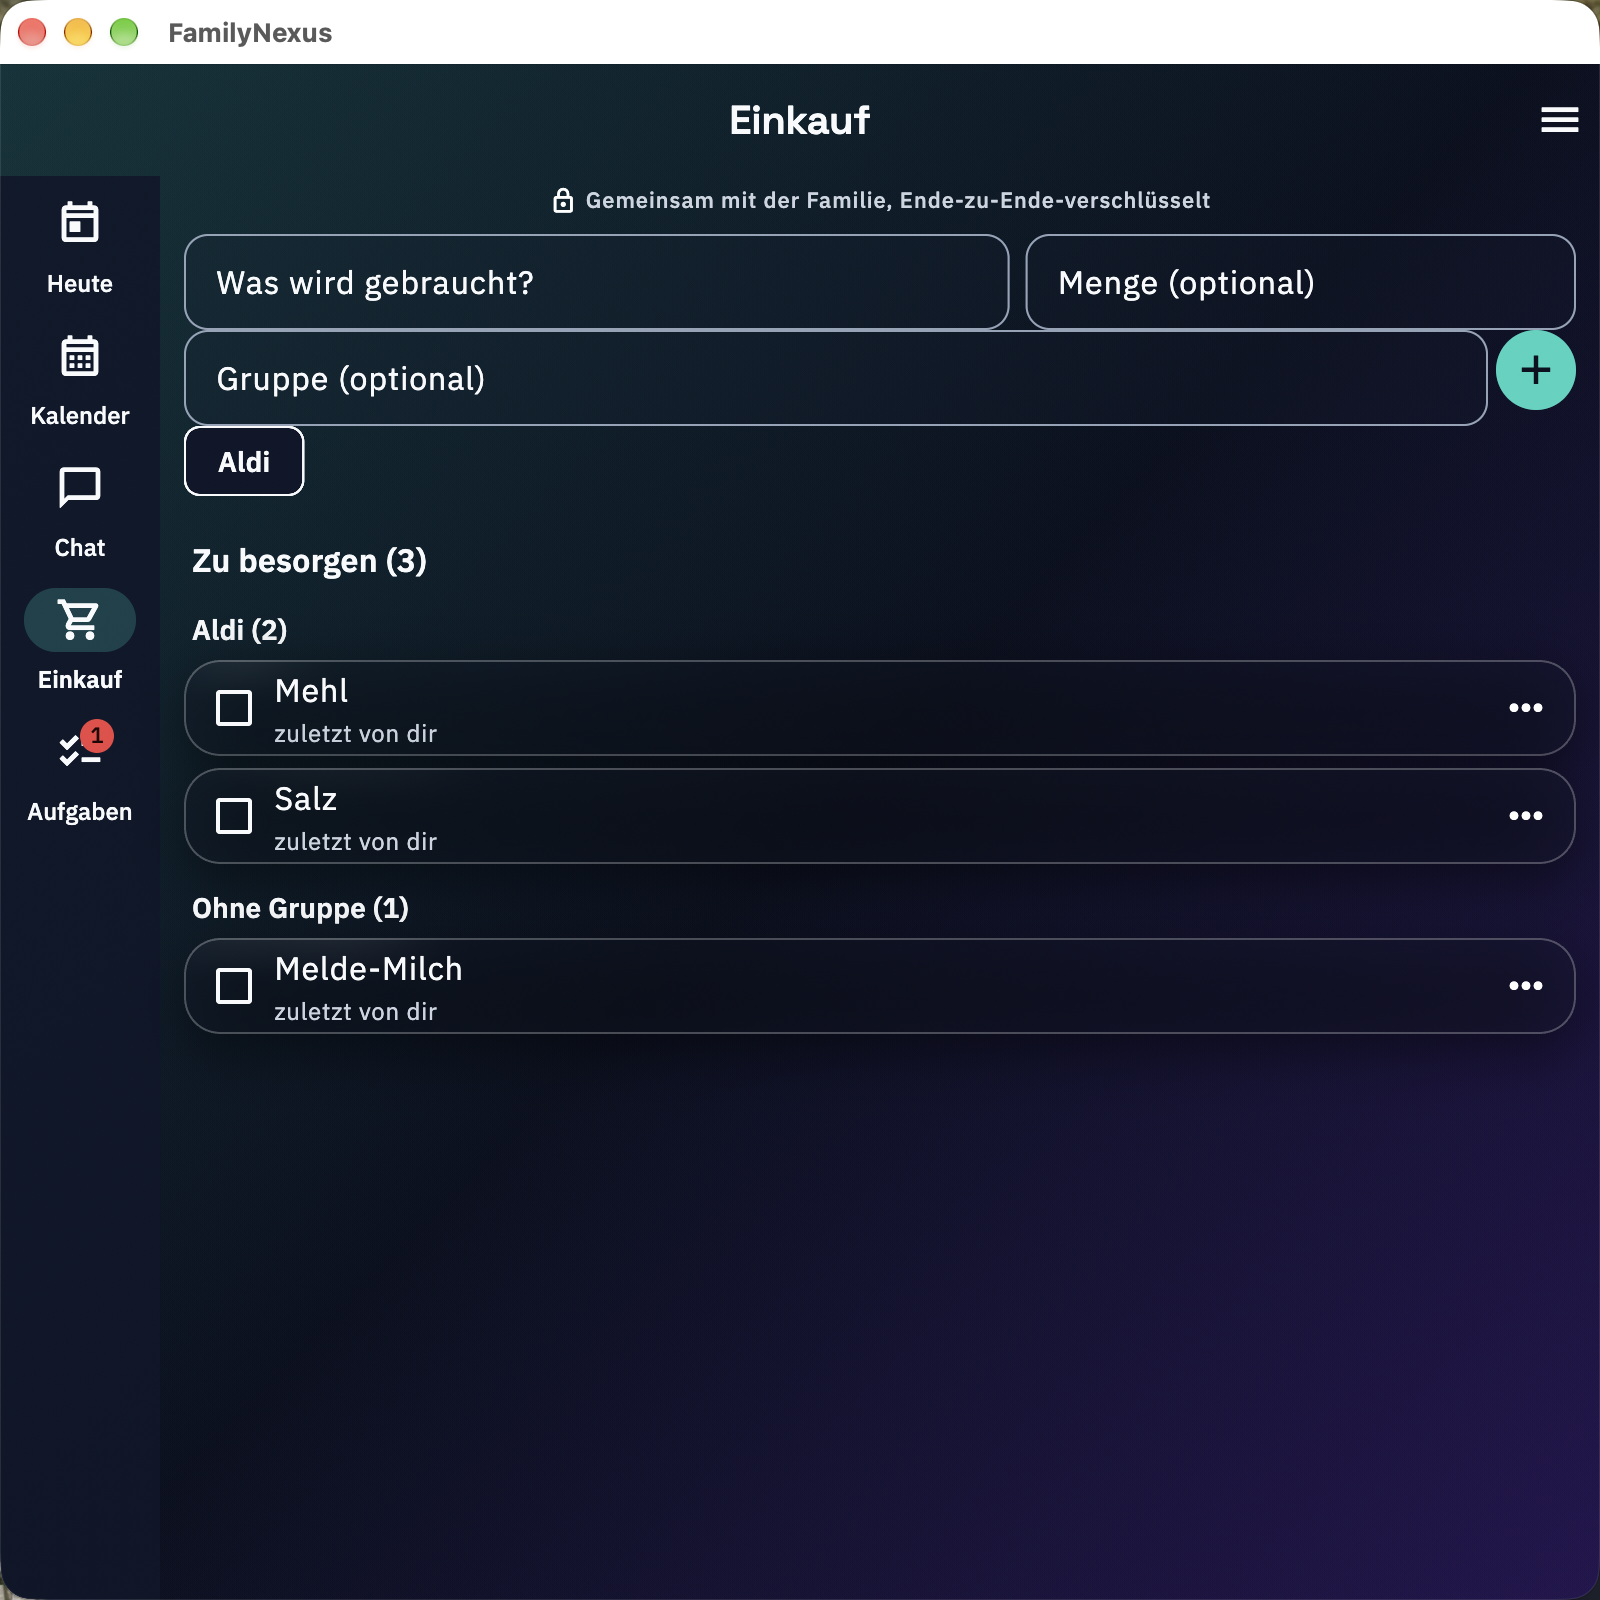 FamilyNexus
Einkauf
Gemeinsam mit der Familie, Ende-zu-Ende-verschlüsselt
Heute
Kalender
Chat
Einkauf
1
Aufgaben
Was wird gebraucht?
Menge (optional)
Gruppe (optional)
+
Aldi
Zu besorgen (3)
Aldi (2)
Mehl
zuletzt von dir
Salz
zuletzt von dir
Ohne Gruppe (1)
Melde-Milch
zuletzt von dir